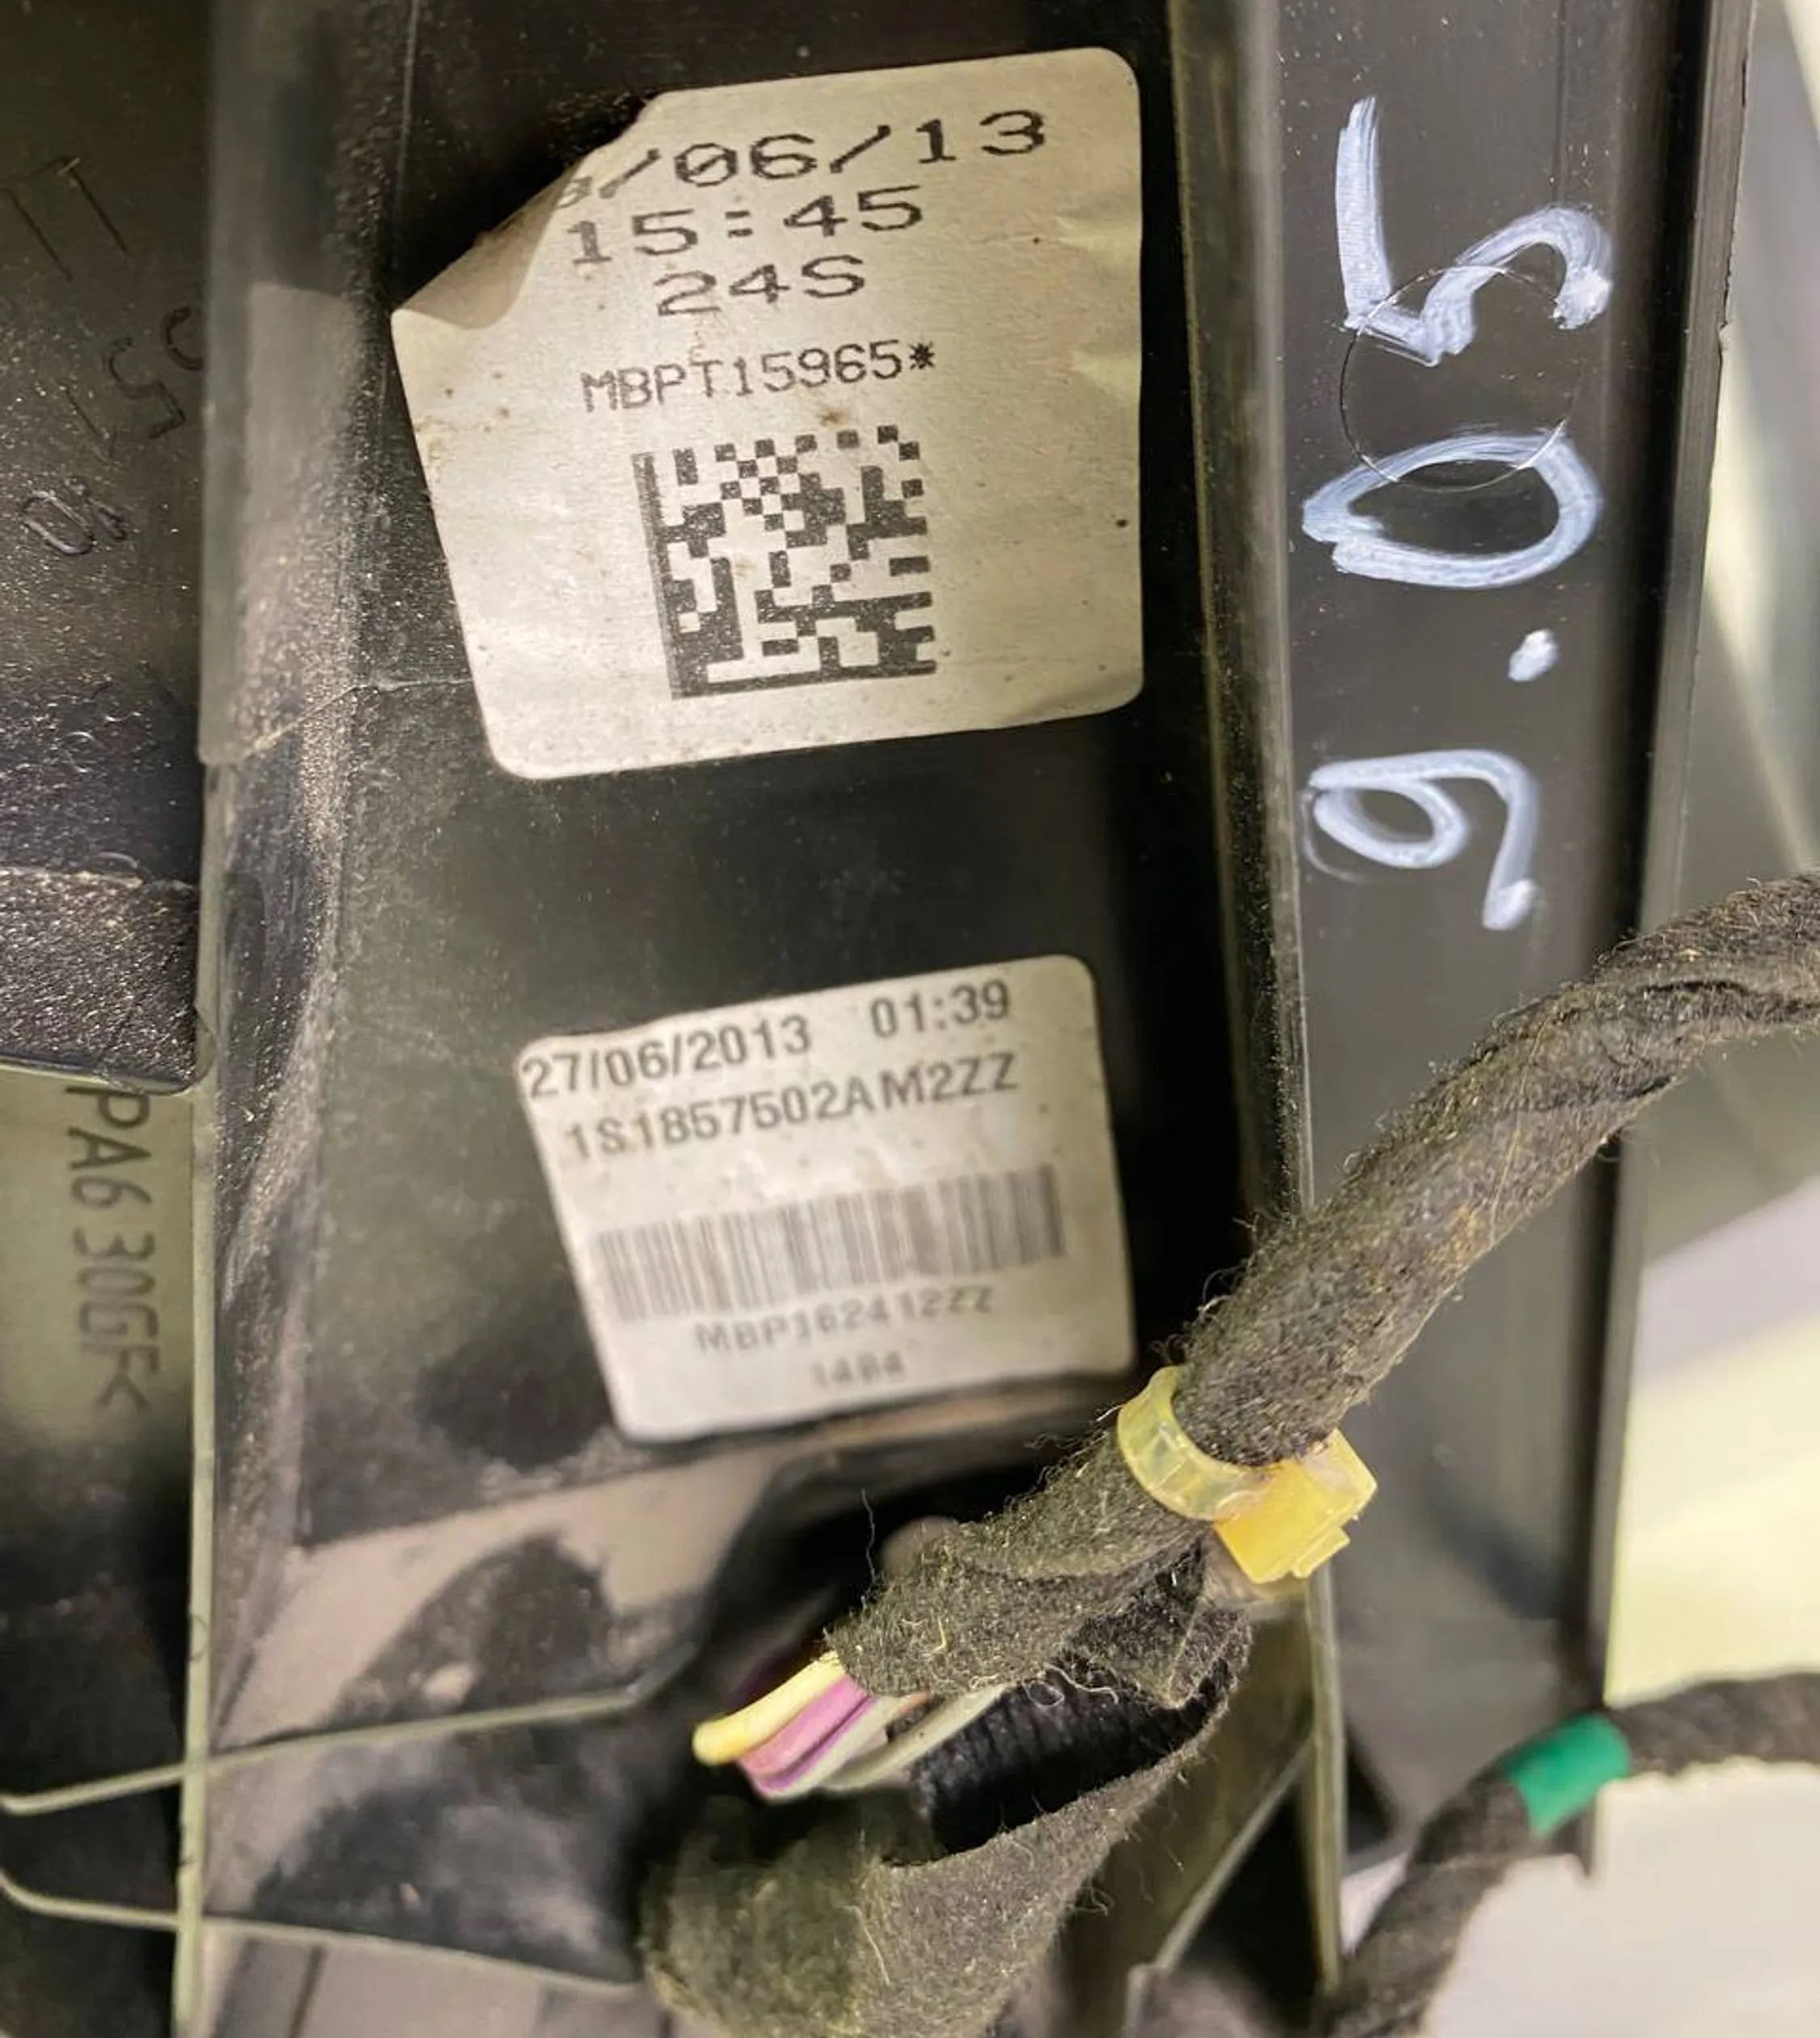 /06/13
15:45
24S
MBPT15965*
9.05
27/06/2013 01:39
1S1857502AM2ZZ
MBP162412ZZ
PA6 30GF<